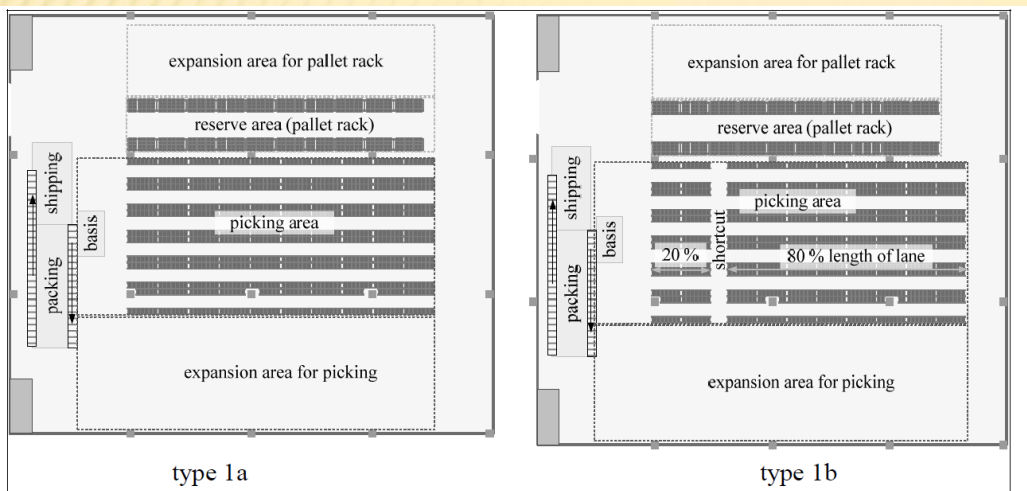 expansion area for pallet rack
reserve area (pallet rack)
shipping
basis
picking area
packing
expansion area for picking
type 1a
expansion area for pallet rack
reserve area (pallet rack)
shipping
basis
picking area
shortcut
20 %
80 % length of lane
packing
expansion area for picking
type 1b